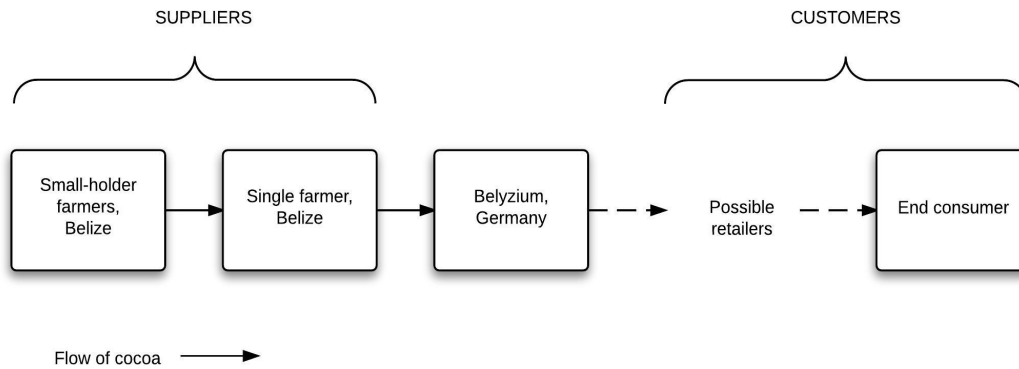 SUPPLIERS
CUSTOMERS
Small-holder
farmers,
Belize
Single farmer,
Belize
Belyzium,
Germany
Possible
retailers
End consumer
Flow of cocoa